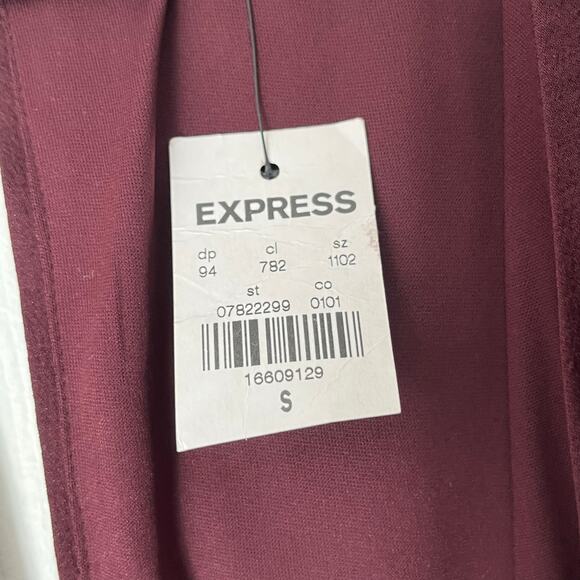 EXPRESS
dp cl sz
94 782 1102
st co
07822299 0101
16609129
S